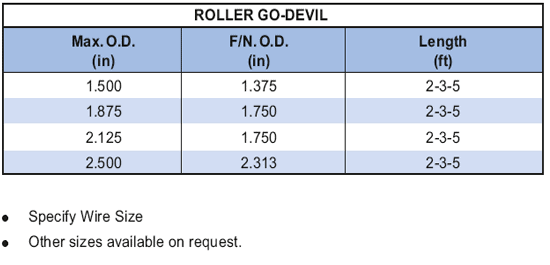 ROLLER GO-DEVIL
Max. O.D. F/N. O.D. Length
(in) (in) (ft)
1.500 1.375 2-3-5
1.875 1.750 2-3-5
2.125 1.750 2-3-5
2.500 2.313 2-3-5
● Specify Wire Size
● Other sizes available on request.